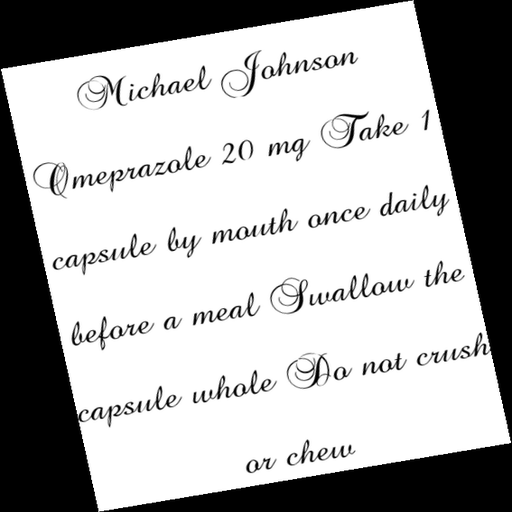 Michael Johnson
Omeprazole 20 mg Take 1
capsule by mouth once daily
before a meal Swallow the
capsule whole Do not crush
or chew